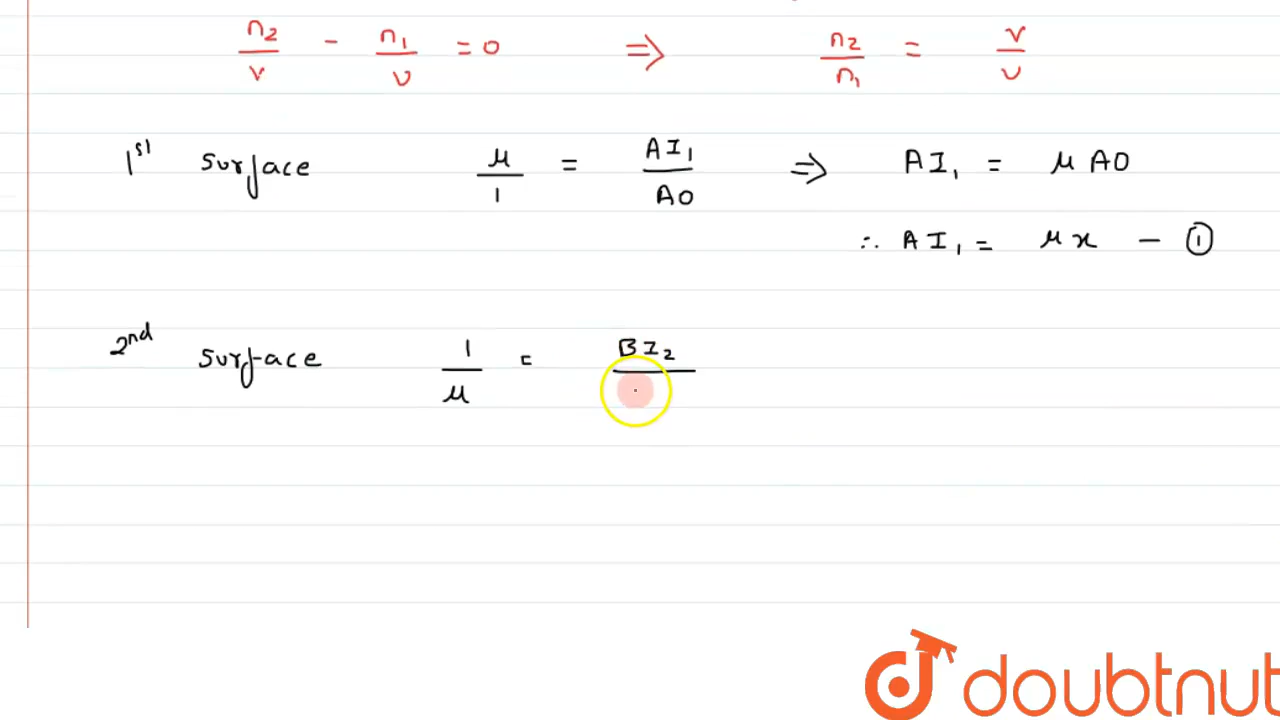 n₂/v - n₁/u = 0 ⇒ n₂/n₁ = v/u
1st surface μ/1 = AI₁/AO ⇒ AI₁ = μ AO
∴ AI₁ = μx - ①
2nd surface 1/μ = BI₂/
doubtnut